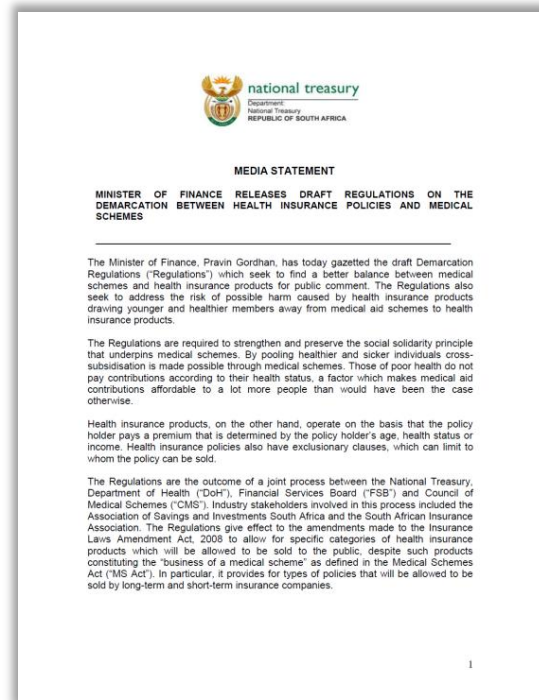 national treasury
Department:
National Treasury
REPUBLIC OF SOUTH AFRICA
MEDIA STATEMENT
MINISTER OF FINANCE RELEASES DRAFT REGULATIONS ON THE
DEMARCATION BETWEEN HEALTH INSURANCE POLICIES AND MEDICAL
SCHEMES
The Minister of Finance, Pravin Gordhan, has today gazetted the draft Demarcation
Regulations ("Regulations") which seek to find a better balance between medical
schemes and health insurance products for public comment. The Regulations also
seek to address the risk of possible harm caused by health insurance products
drawing younger and healthier members away from medical aid schemes to health
insurance products.
The Regulations are required to strengthen and preserve the social solidarity principle
that underpins medical schemes. By pooling healthier and sicker individuals cross-
subsidisation is made possible through medical schemes. Those of poor health do not
pay contributions according to their health status, a factor which makes medical aid
contributions affordable to a lot more people than would have been the case
otherwise.
Health insurance products, on the other hand, operate on the basis that the policy
holder pays a premium that is determined by the policy holder's age, health status or
income. Health insurance policies also have exclusionary clauses, which can limit to
whom the policy can be sold.
The Regulations are the outcome of a joint process between the National Treasury,
Department of Health ("DoH"), Financial Services Board ("FSB") and Council of
Medical Schemes ("CMS"). Industry stakeholders involved in this process included the
Association of Savings and Investments South Africa and the South African Insurance
Association. The Regulations give effect to the amendments made to the Insurance
Laws Amendment Act, 2008 to allow for specific categories of health insurance
products which will be allowed to be sold to the public, despite such products
constituting the "business of a medical scheme" as defined in the Medical Schemes
Act ("MS Act"). In particular, it provides for types of policies that will be allowed to be
sold by long-term and short-term insurance companies.
1